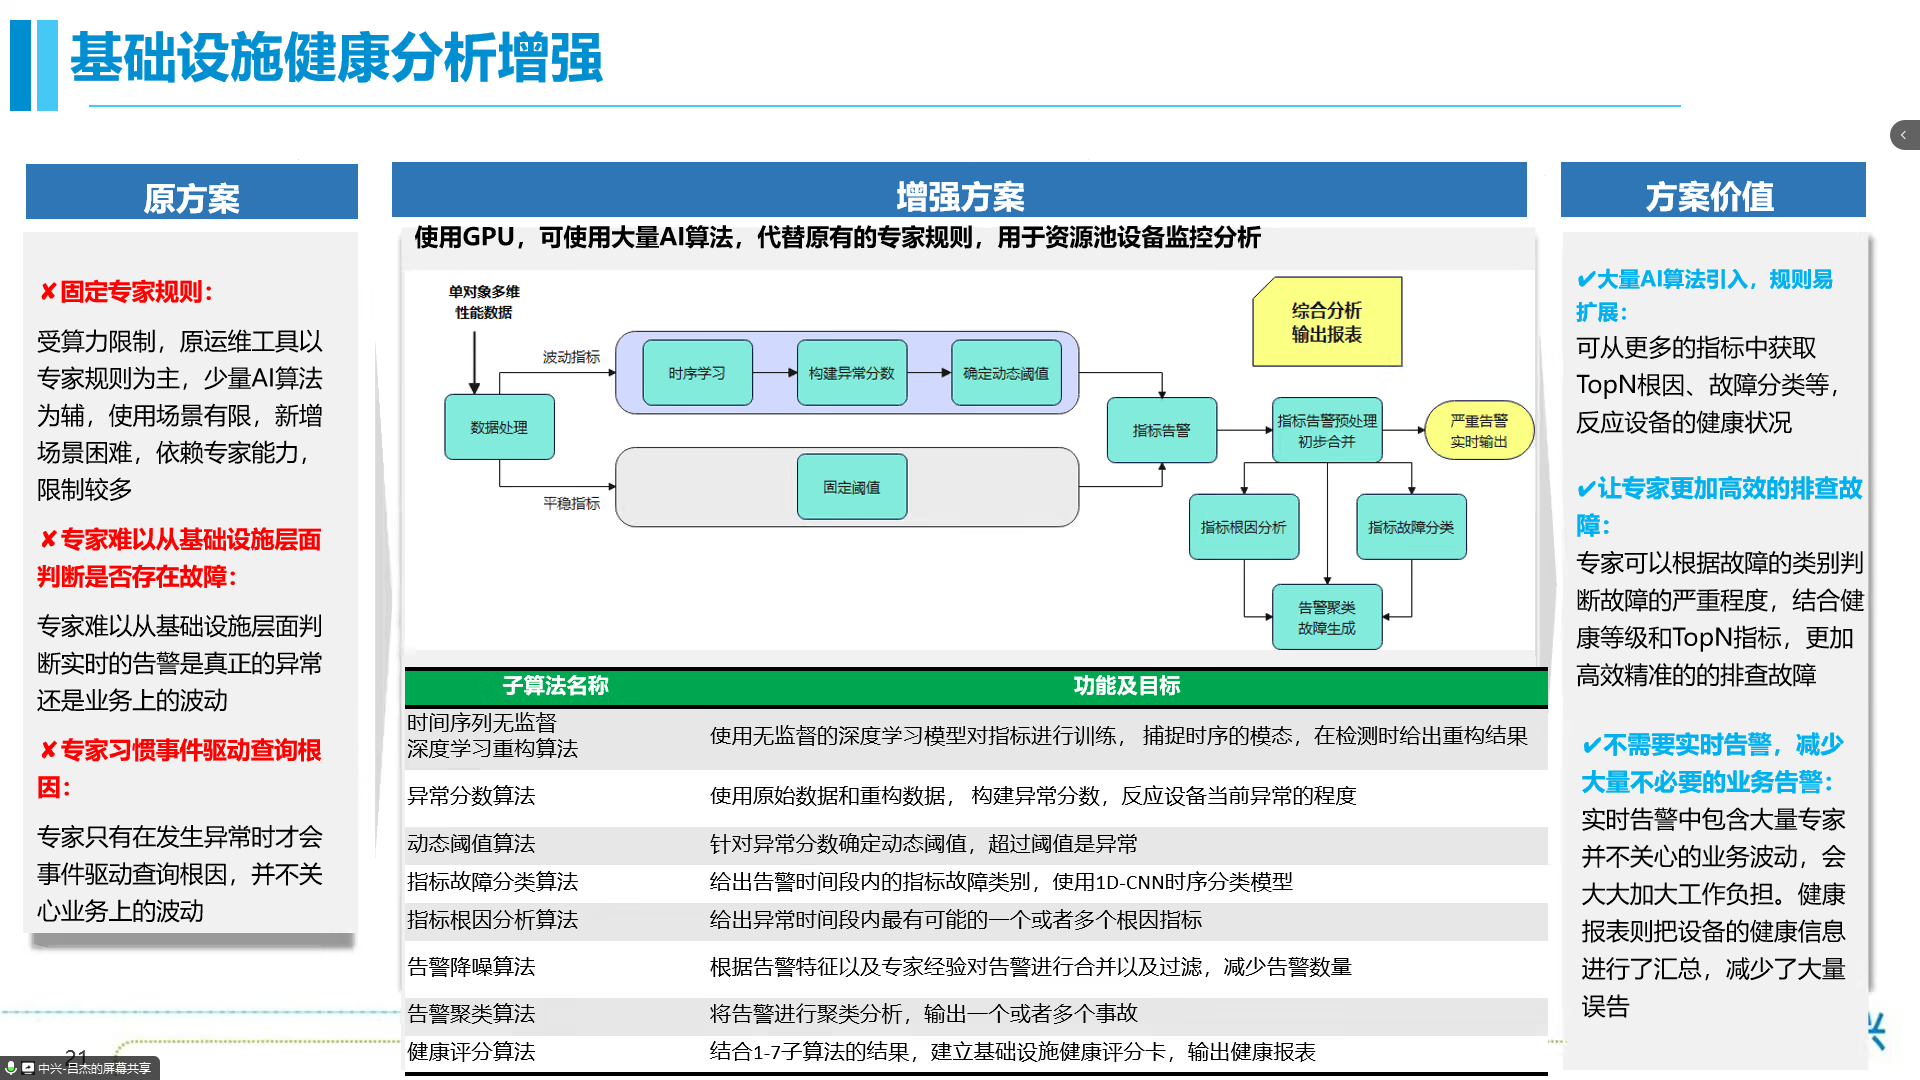 基础设施健康分析增强
原方案
✘固定专家规则：
受算力限制，原运维工具以
专家规则为主，少量AI算法
为辅，使用场景有限，新增
场景困难，依赖专家能力，
限制较多
✘专家难以从基础设施层面
判断是否存在故障：
专家难以从基础设施层面判
断实时的告警是真正的异常
还是业务上的波动
✘专家习惯事件驱动查询根
因：
专家只有在发生异常时才会
事件驱动查询根因，并不关
心业务上的波动
增强方案
使用GPU，可使用大量AI算法，代替原有的专家规则，用于资源池设备监控分析
单对象多维
性能数据
数据处理
波动指标
时序学习
构建异常分数
确定动态阈值
平稳指标
固定阈值
指标告警
综合分析
输出报表
指标告警预处理
初步合并
严重告警
实时输出
指标根因分析
指标故障分类
告警聚类
故障生成
子算法名称 功能及目标
时间序列无监督
深度学习重构算法
使用无监督的深度学习模型对指标进行训练， 捕捉时序的模态，在检测时给出重构结果
异常分数算法 使用原始数据和重构数据， 构建异常分数，反应设备当前异常的程度
动态阈值算法 针对异常分数确定动态阈值，超过阈值是异常
指标故障分类算法 给出告警时间段内的指标故障类别，使用1D-CNN时序分类模型
指标根因分析算法 给出异常时间段内最有可能的一个或者多个根因指标
告警降噪算法 根据告警特征以及专家经验对告警进行合并以及过滤，减少告警数量
告警聚类算法 将告警进行聚类分析，输出一个或者多个事故
健康评分算法 结合1-7子算法的结果，建立基础设施健康评分卡，输出健康报表
方案价值
✔大量AI算法引入，规则易
扩展：
可从更多的指标中获取
TopN根因、故障分类等，
反应设备的健康状况
✔让专家更加高效的排查故
障：
专家可以根据故障的类别判
断故障的严重程度，结合健
康等级和TopN指标，更加
高效精准的的排查故障
✔不需要实时告警，减少
大量不必要的业务告警：
实时告警中包含大量专家
并不关心的业务波动，会
大大加大工作负担。健康
报表则把设备的健康信息
进行了汇总，减少了大量
误告
21